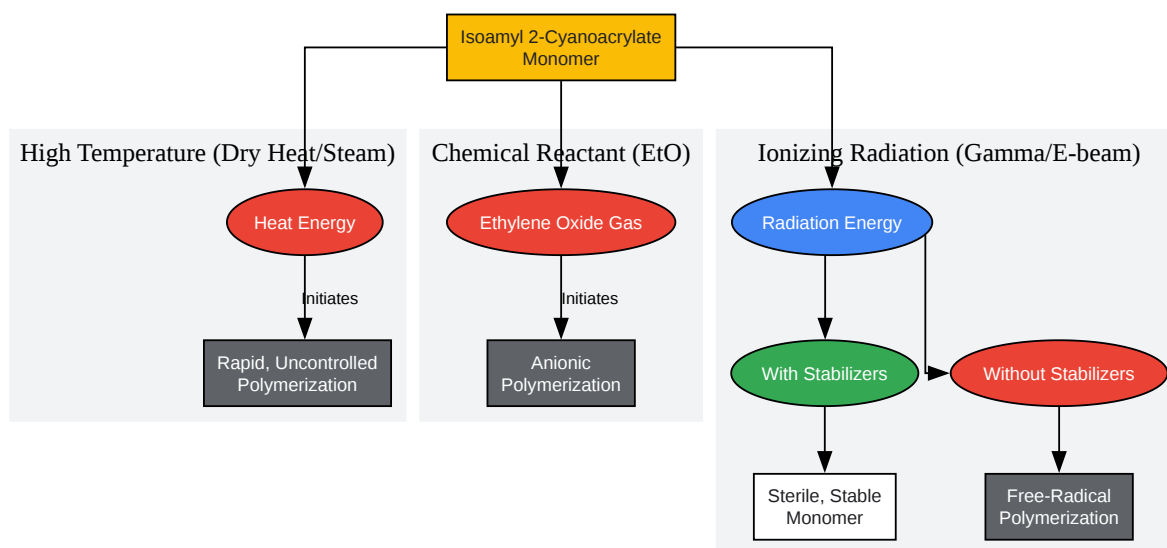 Isoamyl 2-Cyanoacrylate
Monomer
High Temperature (Dry Heat/Steam)
Chemical Reactant (EtO)
Ionizing Radiation (Gamma/E-beam)
Heat Energy
Ethylene Oxide Gas
Radiation Energy
Initiates
Initiates
Rapid, Uncontrolled
Polymerization
Anionic
Polymerization
With Stabilizers
Without Stabilizers
Sterile, Stable
Monomer
Free-Radical
Polymerization